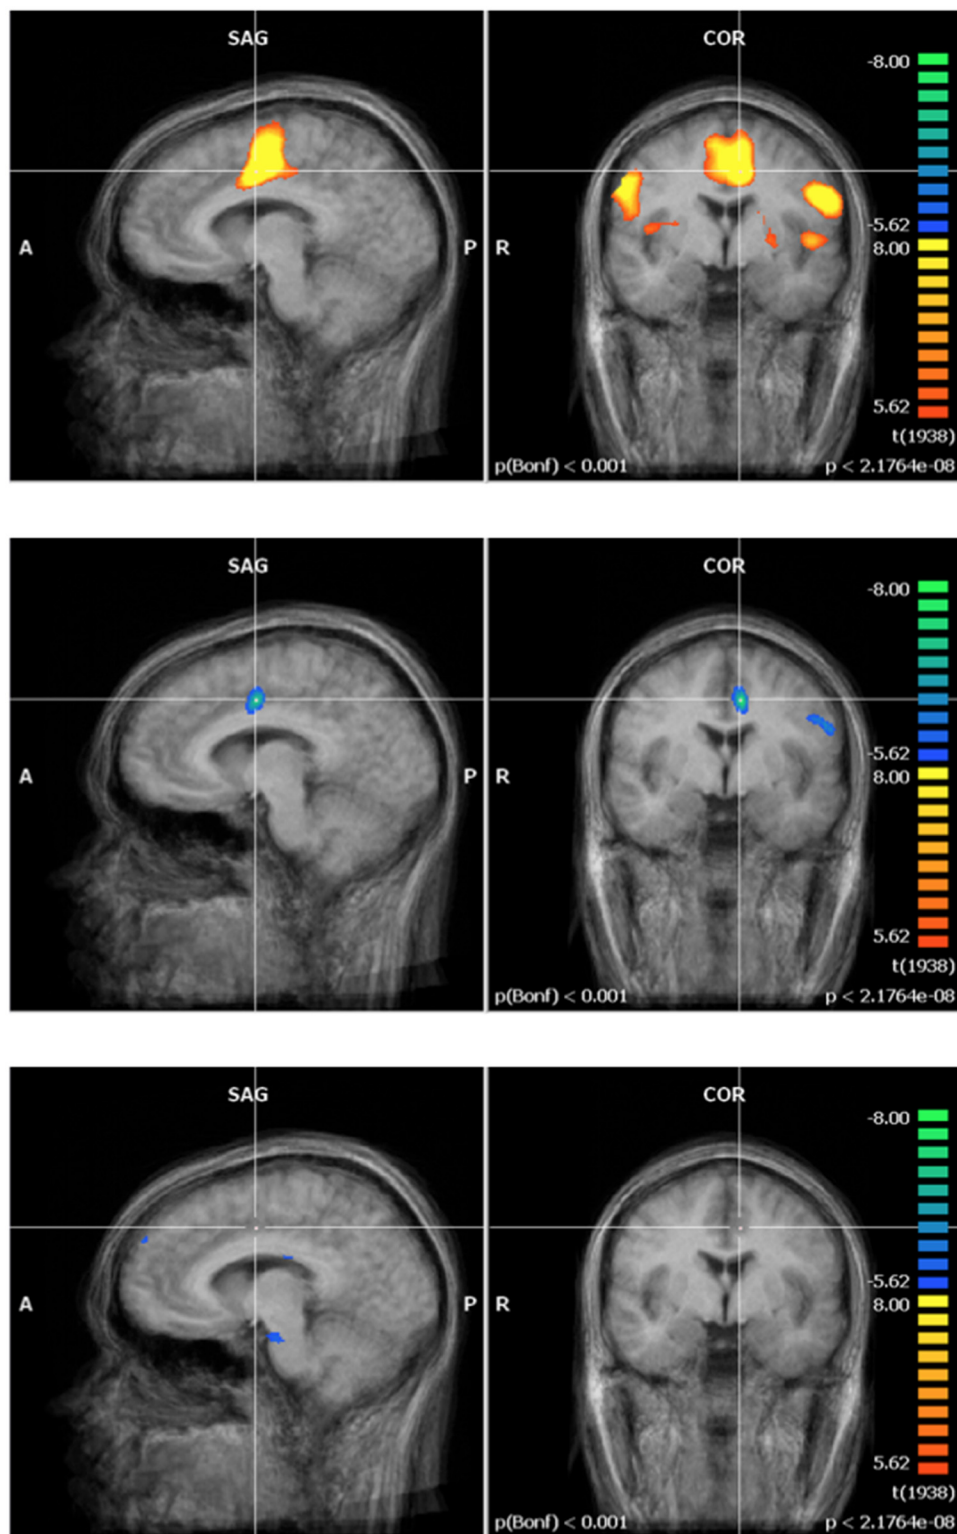 SAG
COR
-8.00
-5.62
A
P
R
8.00
5.62
t(1938)
p(Bonf) < 0.001
p < 2.1764e-08
SAG
COR
-8.00
-5.62
A
P
R
8.00
5.62
t(1938)
p(Bonf) < 0.001
p < 2.1764e-08
SAG
COR
-8.00
-5.62
A
P
R
8.00
5.62
t(1938)
p(Bonf) < 0.001
p < 2.1764e-08